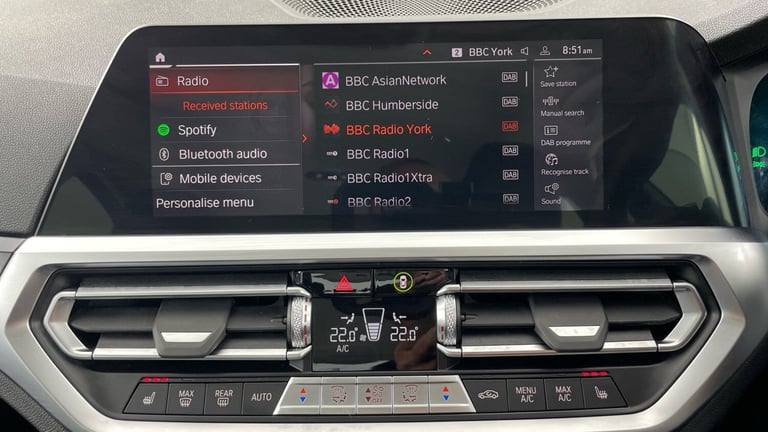 2 BBC York 8:51 am
Radio
Received stations
Spotify
Bluetooth audio
Mobile devices
Personalise menu
A BBC AsianNetwork DAB
BBC Humberside DAB
BBC Radio York DAB
BBC Radio1 DAB
BBC Radio1Xtra DAB
BBC Radio2 DAB
Save station
Manual search
DAB programme
Recognise track
Sound
22.0 22.0
A/C
MAX REAR AUTO OFF MENU A/C MAX A/C